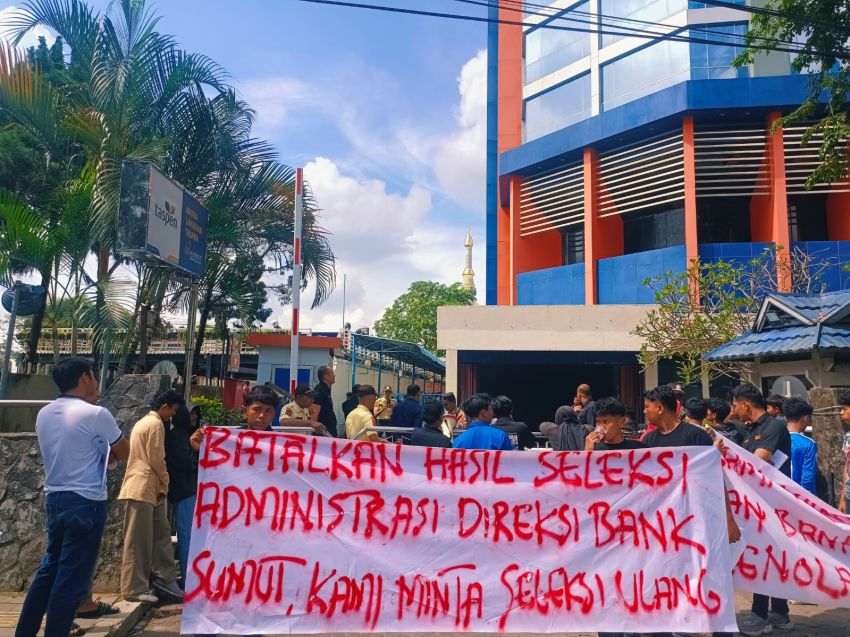 taspen
BATALKAN HASIL SELEKSI
ADMINISTRASI DIREKSI BANK
SUMUT, KAMI MINTA SELEKSI ULANG